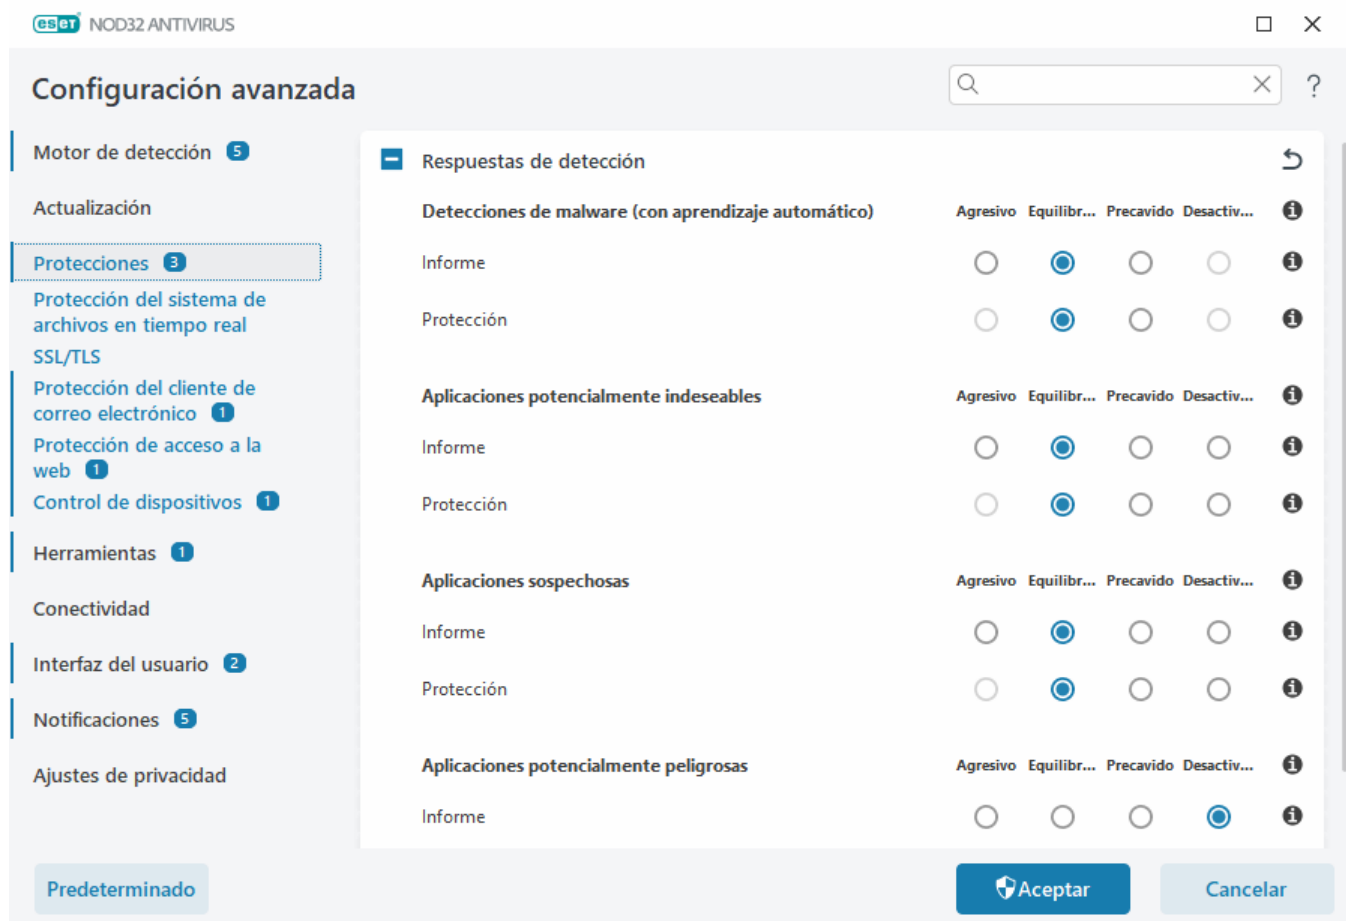 eseT NOD32 ANTIVIRUS
Configuración avanzada
?
Motor de detección 5
Actualización
Protecciones 3
Protección del sistema de
archivos en tiempo real
SSL/TLS
Protección del cliente de
correo electrónico 1
Protección de acceso a la
web 1
Control de dispositivos 1
Herramientas 1
Conectividad
Interfaz del usuario 2
Notificaciones 5
Ajustes de privacidad
Respuestas de detección
Detecciones de malware (con aprendizaje automático) Agresivo Equilibr... Precavido Desactiv...
Informe
Protección
Aplicaciones potencialmente indeseables Agresivo Equilibr... Precavido Desactiv...
Informe
Protección
Aplicaciones sospechosas Agresivo Equilibr... Precavido Desactiv...
Informe
Protección
Aplicaciones potencialmente peligrosas Agresivo Equilibr... Precavido Desactiv...
Informe
Predeterminado
Aceptar
Cancelar